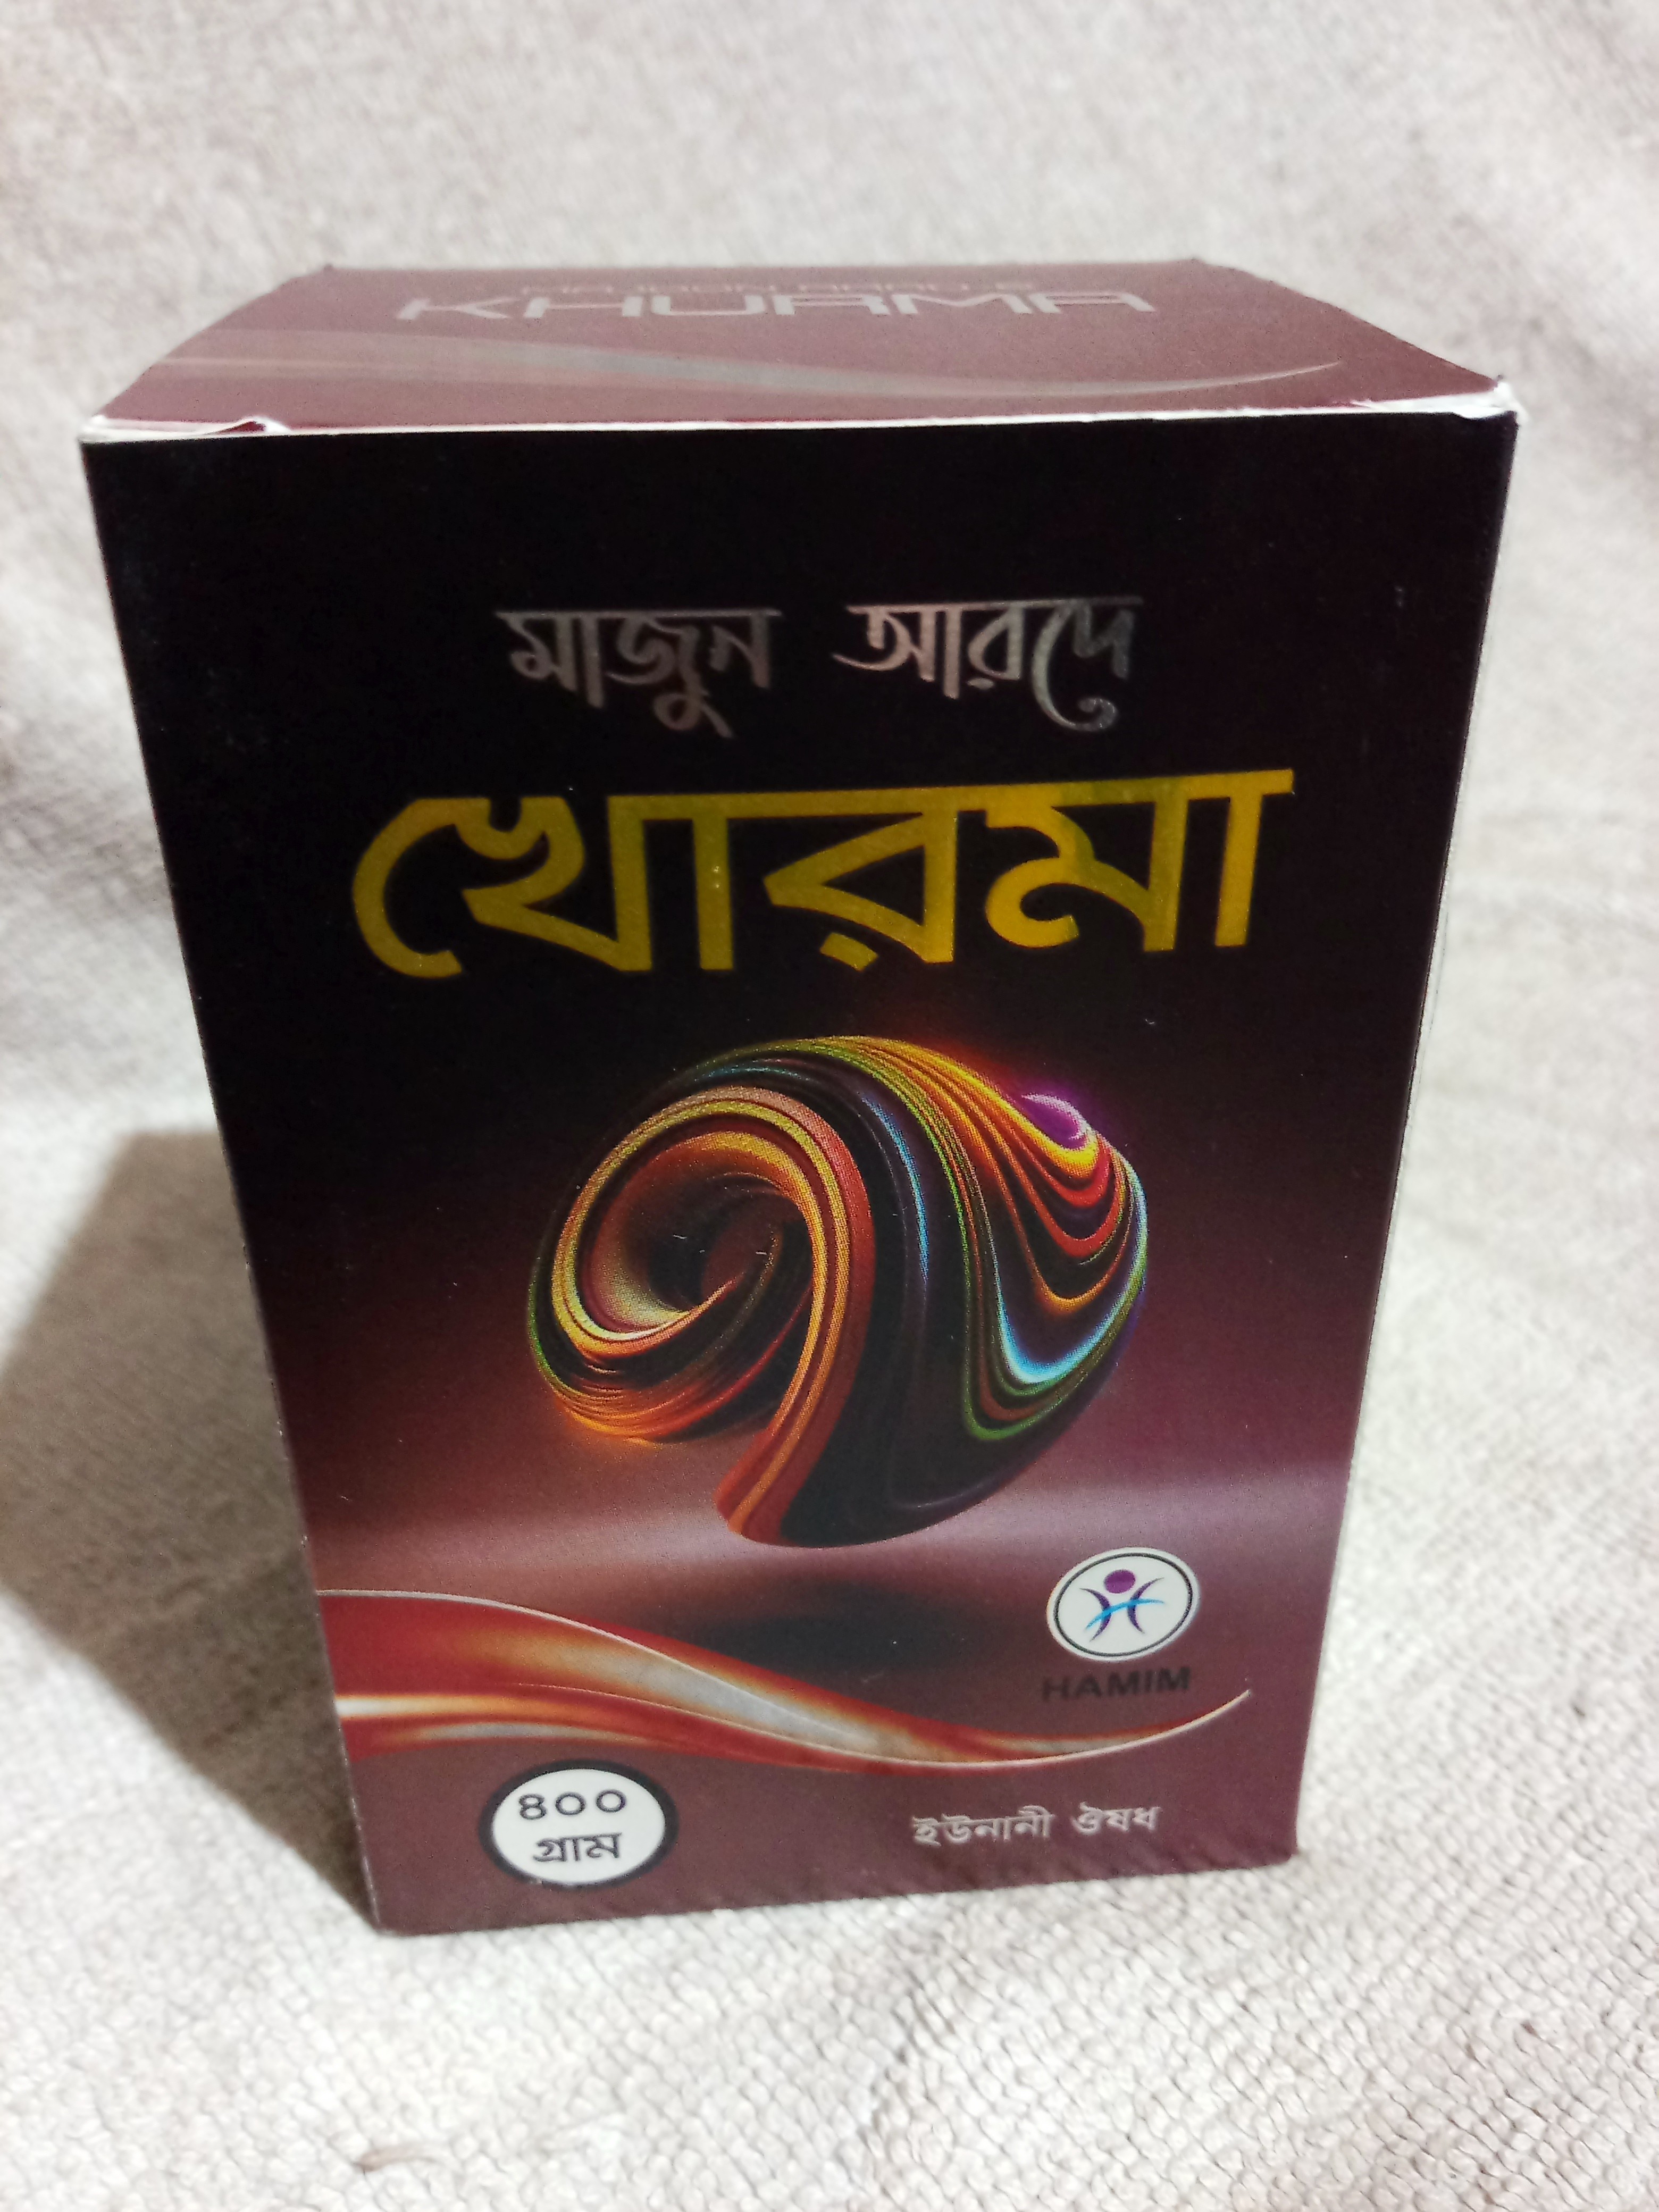 KHURMA
মাজুন আরদে
খোরমা
HAMIM
৪০০
গ্রাম
ইউনানী ঔষধ